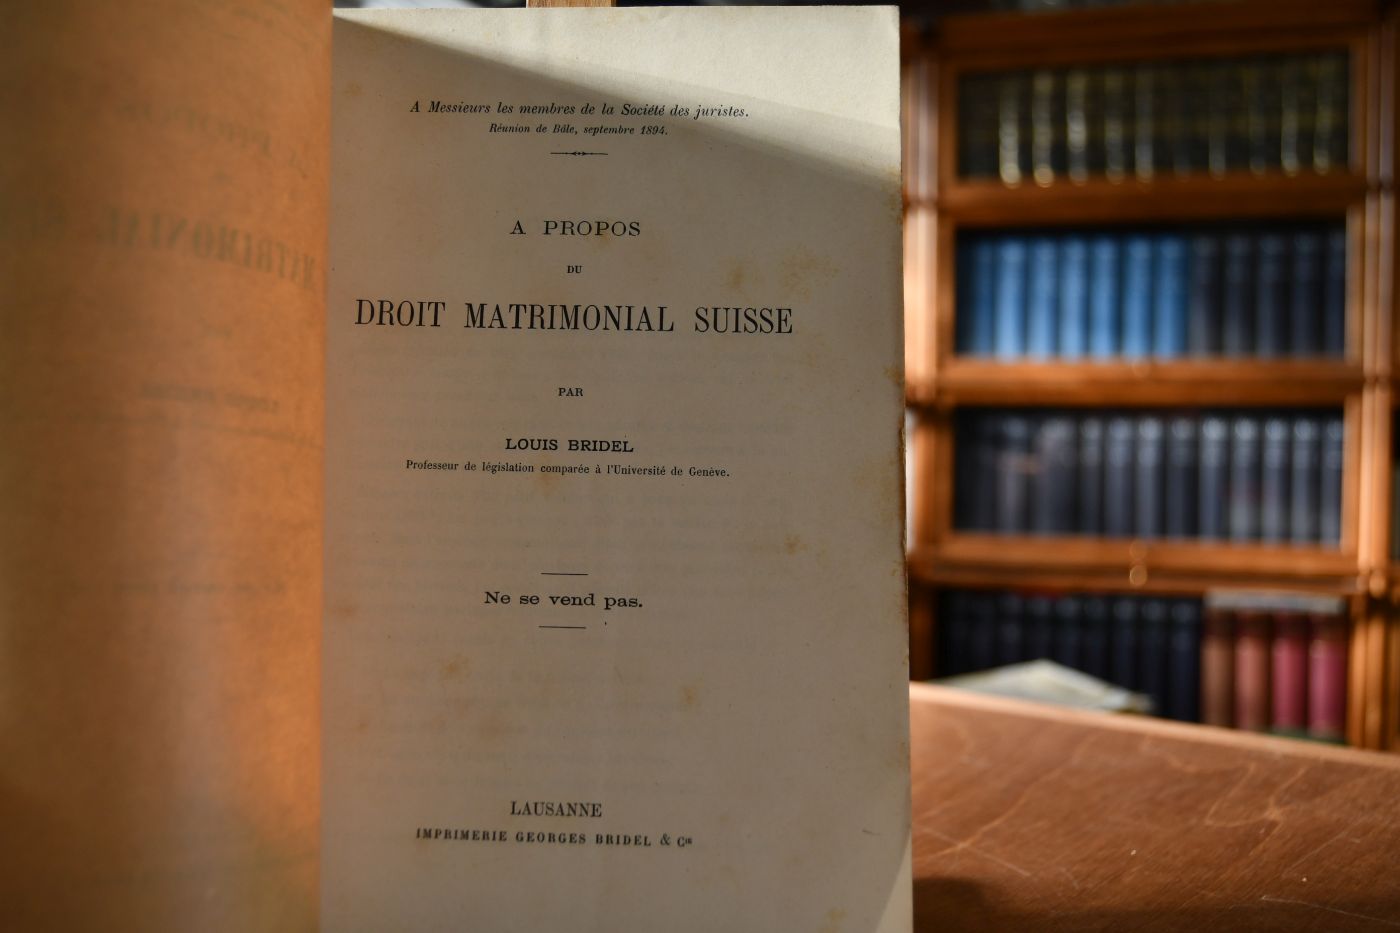 A Messieurs les membres de la Société des juristes.
Réunion de Bâle, septembre 1894.
A PROPOS
DU
DROIT MATRIMONIAL SUISSE
PAR
LOUIS BRIDEL
Professeur de législation comparée à l'Université de Genève.
Ne se vend pas.
LAUSANNE
IMPRIMERIE GEORGES BRIDEL & Cie